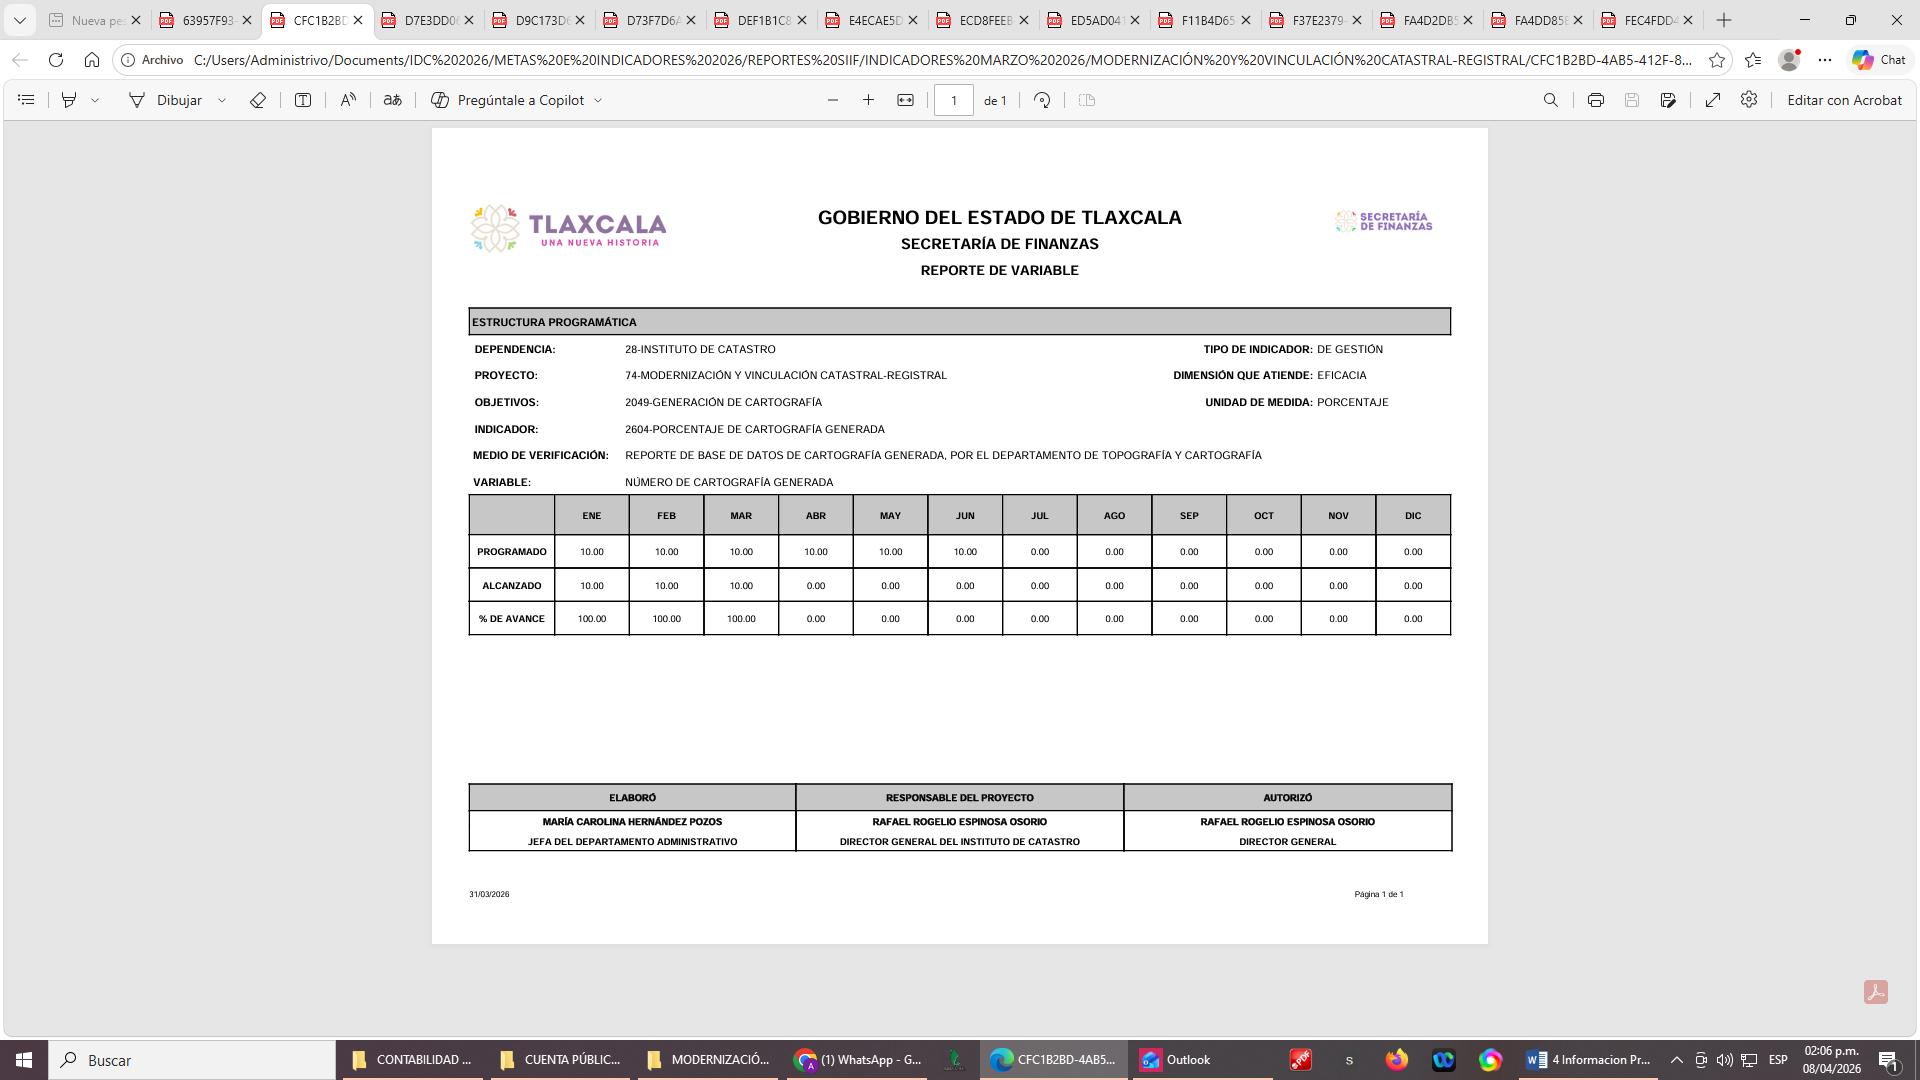 Nueva pes
63957F93-
CFC1B2BD
D7E3DD06
D9C173D6
D73F7D6A
DEF1B1C8
E4ECAE5D
ECD8FEEB
ED5AD041
F11B4D65
F37E2379-
FA4D2DB5
FA4DD85E
FEC4FDD4
Archivo C:/Users/Administrivo/Documents/IDC%202026/METAS%20E%20INDICADORES%202026/REPORTES%20SIIF/INDICADORES%20MARZO%202026/MODERNIZACIÓN%20Y%20VINCULACIÓN%20CATASTRAL-REGISTRAL/CFC1B2BD-4AB5-412F-8... Chat
Dibujar Pregúntale a Copilot 1 de 1 Editar con Acrobat
TLAXCALA
UNA NUEVA HISTORIA
GOBIERNO DEL ESTADO DE TLAXCALA
SECRETARÍA DE FINANZAS
REPORTE DE VARIABLE
SECRETARÍA
DE FINANZAS
ESTRUCTURA PROGRAMÁTICA
DEPENDENCIA: 28-INSTITUTO DE CATASTRO TIPO DE INDICADOR: DE GESTIÓN
PROYECTO: 74-MODERNIZACIÓN Y VINCULACIÓN CATASTRAL-REGISTRAL DIMENSIÓN QUE ATIENDE: EFICACIA
OBJETIVOS: 2049-GENERACIÓN DE CARTOGRAFÍA UNIDAD DE MEDIDA: PORCENTAJE
INDICADOR: 2604-PORCENTAJE DE CARTOGRAFÍA GENERADA
MEDIO DE VERIFICACIÓN: REPORTE DE BASE DE DATOS DE CARTOGRAFÍA GENERADA, POR EL DEPARTAMENTO DE TOPOGRAFÍA Y CARTOGRAFÍA
VARIABLE: NÚMERO DE CARTOGRAFÍA GENERADA
ENE FEB MAR ABR MAY JUN JUL AGO SEP OCT NOV DIC
PROGRAMADO 10.00 10.00 10.00 10.00 10.00 10.00 0.00 0.00 0.00 0.00 0.00 0.00
ALCANZADO 10.00 10.00 10.00 0.00 0.00 0.00 0.00 0.00 0.00 0.00 0.00 0.00
% DE AVANCE 100.00 100.00 100.00 0.00 0.00 0.00 0.00 0.00 0.00 0.00 0.00 0.00
ELABORÓ RESPONSABLE DEL PROYECTO AUTORIZÓ
MARÍA CAROLINA HERNÁNDEZ POZOS RAFAEL ROGELIO ESPINOSA OSORIO RAFAEL ROGELIO ESPINOSA OSORIO
JEFA DEL DEPARTAMENTO ADMINISTRATIVO DIRECTOR GENERAL DEL INSTITUTO DE CATASTRO DIRECTOR GENERAL
31/03/2026 Página 1 de 1
Buscar CONTABILIDAD ... CUENTA PÚBLIC... MODERNIZACIÓ... (1) WhatsApp - G... CFC1B2BD-4AB5... Outlook S 4 Informacion Pr... ESP 02:06 p.m.
08/04/2026 1